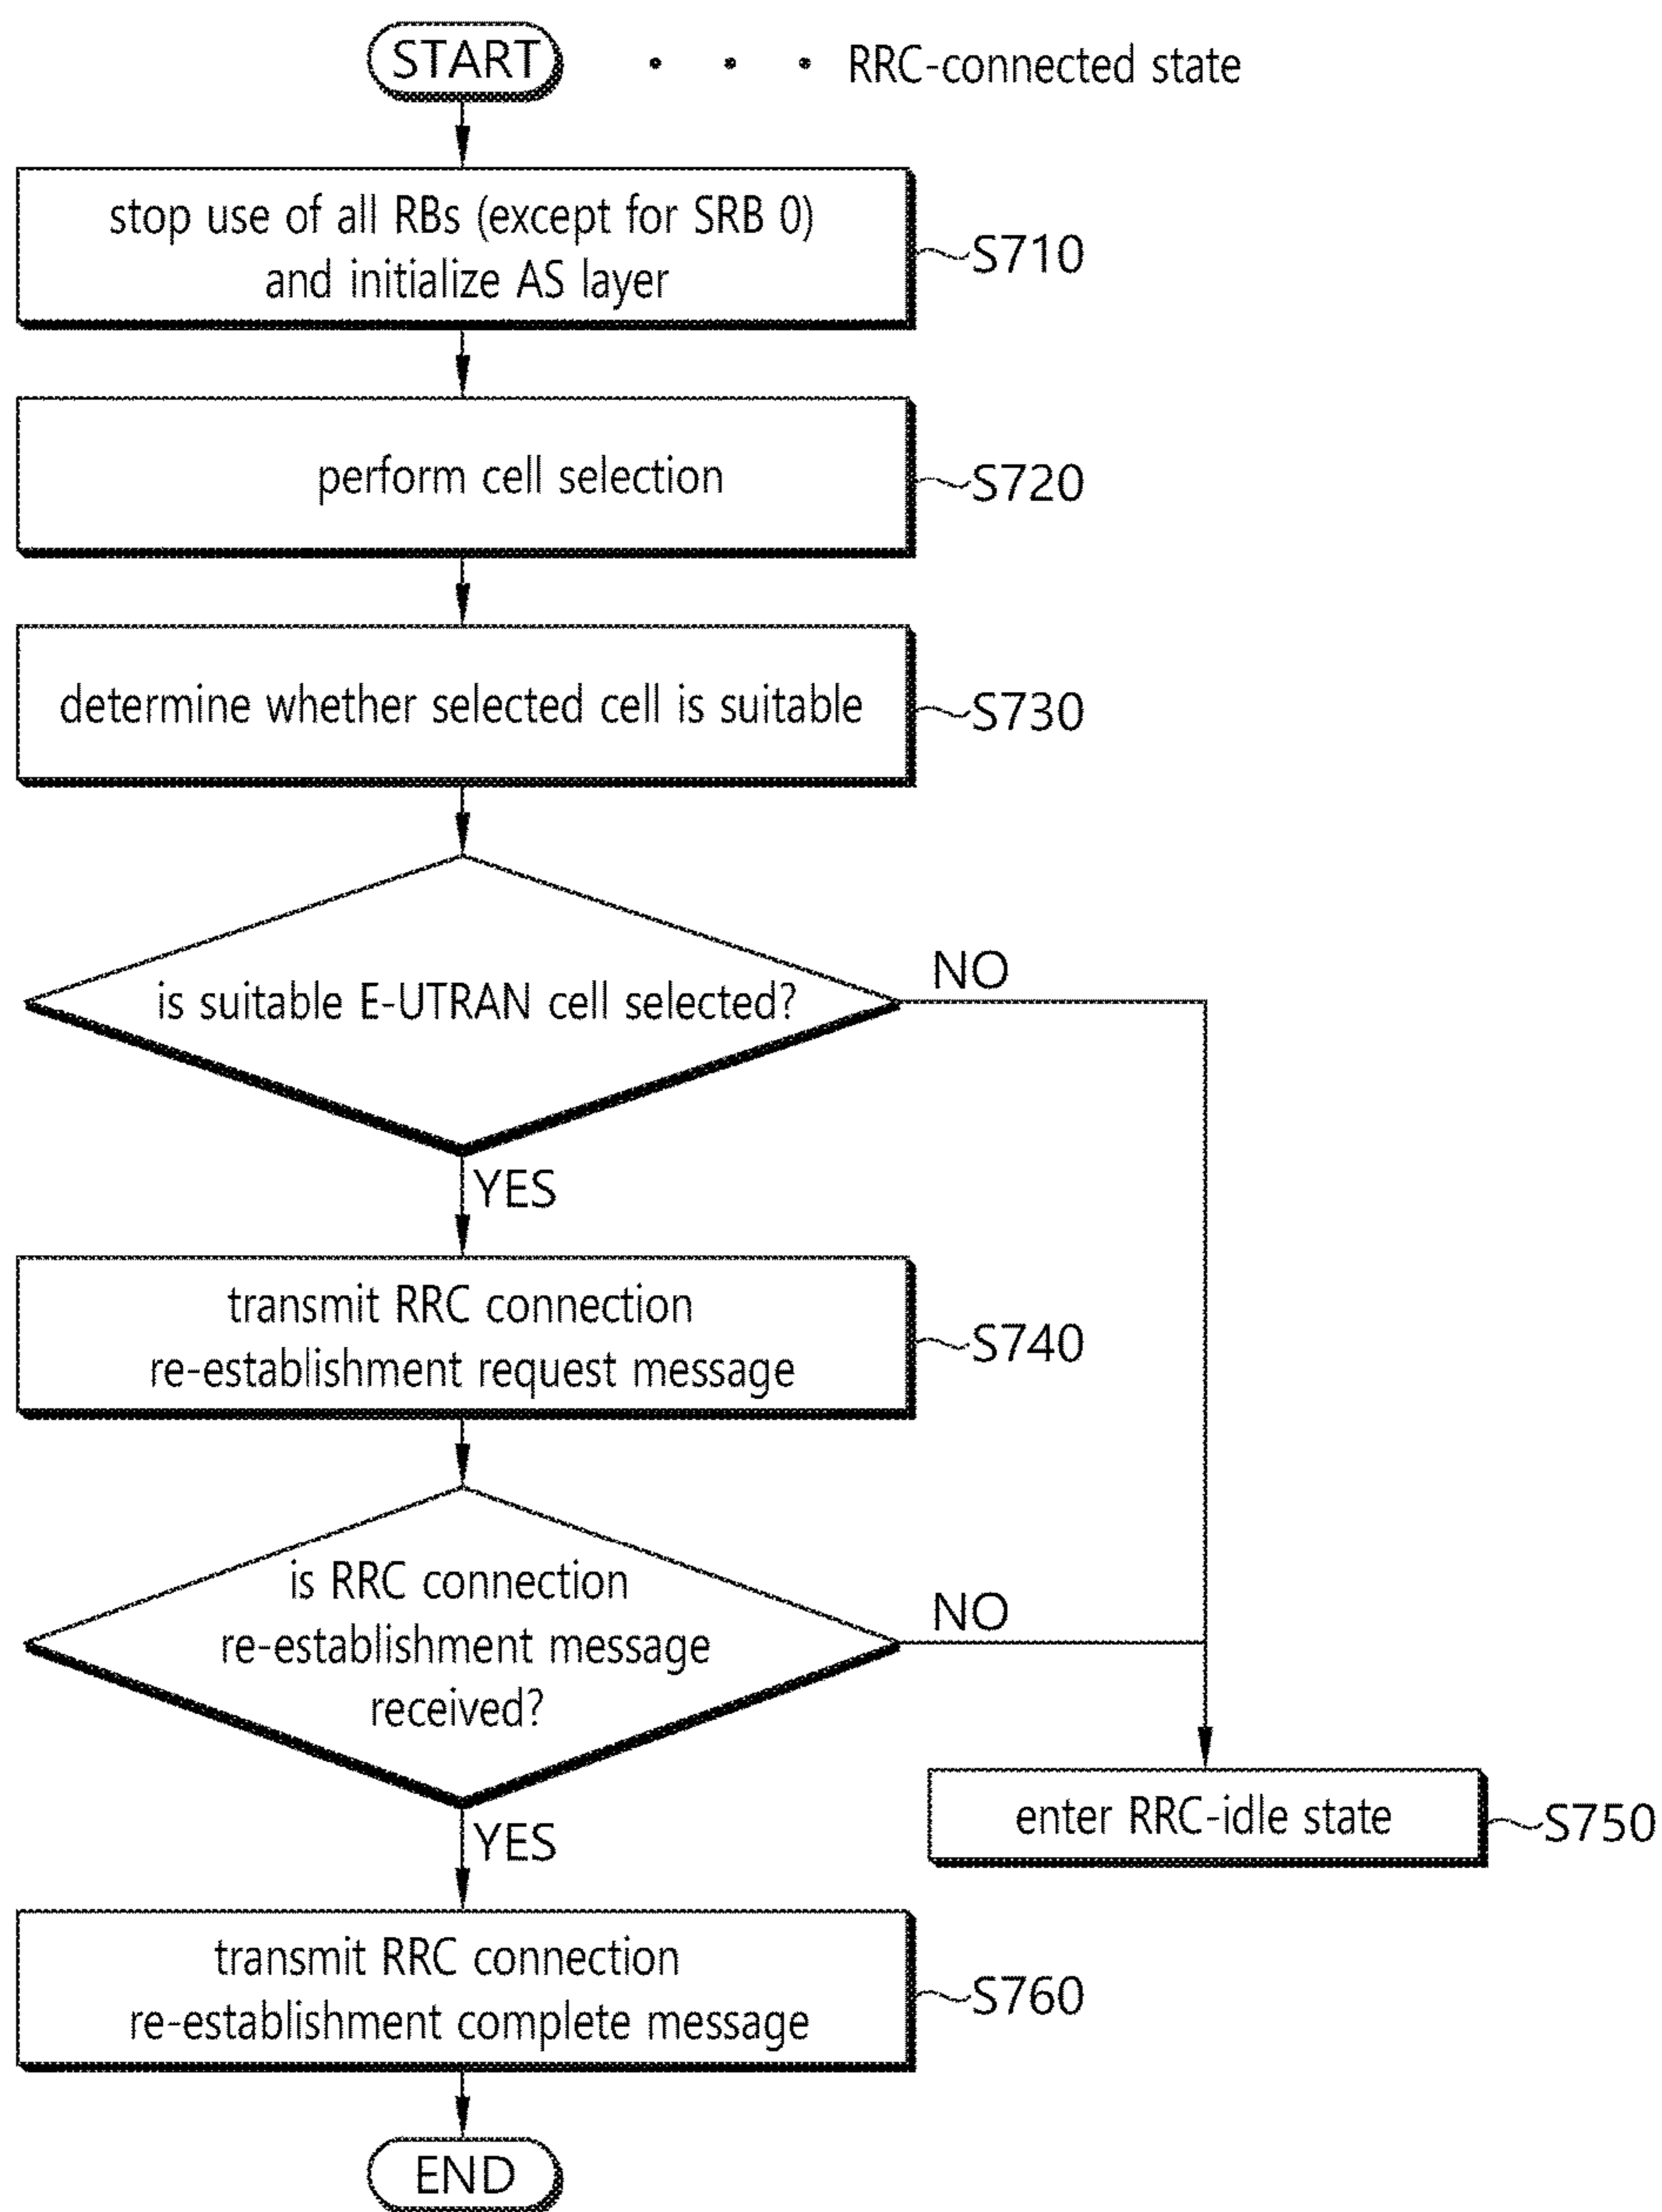 START
• • • RRC-connected state
stop use of all RBs (except for SRB 0)
and initialize AS layer
S710
perform cell selection
S720
determine whether selected cell is suitable
S730
is suitable E-UTRAN cell selected?
NO
YES
transmit RRC connection
re-establishment request message
S740
is RRC connection
re-establishment message
received?
NO
YES
enter RRC-idle state
S750
transmit RRC connection
re-establishment complete message
S760
END